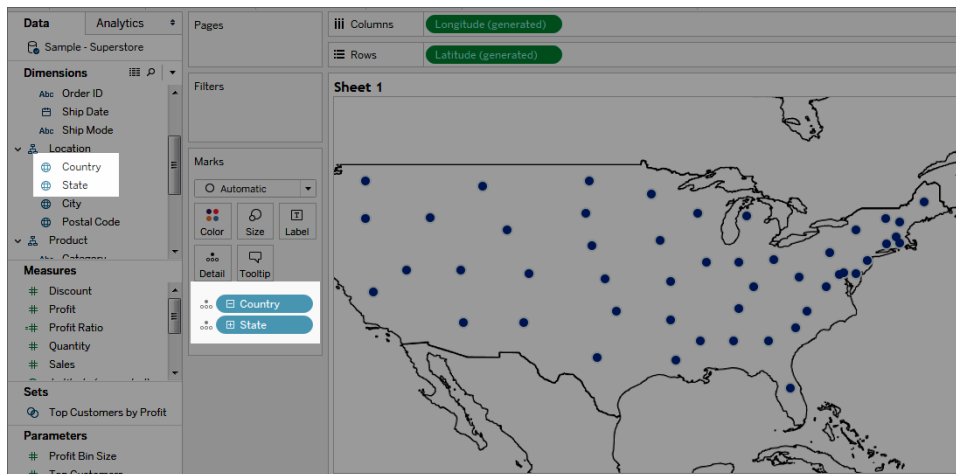 Data
Analytics
Sample - Superstore
Dimensions
Abc Order ID
Ship Date
Abc Ship Mode
Location
Country
State
City
Postal Code
Product
Measures
# Discount
# Profit
=# Profit Ratio
# Quantity
# Sales
Sets
Top Customers by Profit
Parameters
# Profit Bin Size
Pages
Filters
Marks
Automatic
Color
Size
Label
Detail
Tooltip
Country
State
Columns
Longitude (generated)
Rows
Latitude (generated)
Sheet 1